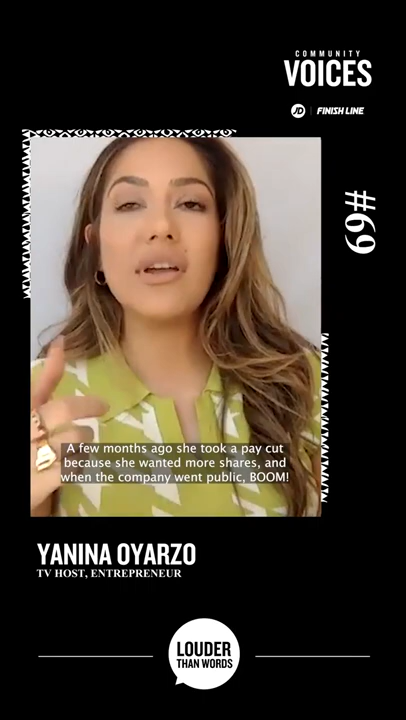 COMMUNITY
VOICES
JD | FINISH LINE
#69
A few months ago she took a pay cut
because she wanted more shares, and
when the company went public, BOOM!
YANINA OYARZO
TV HOST, ENTREPRENEUR
LOUDER
THAN WORDS